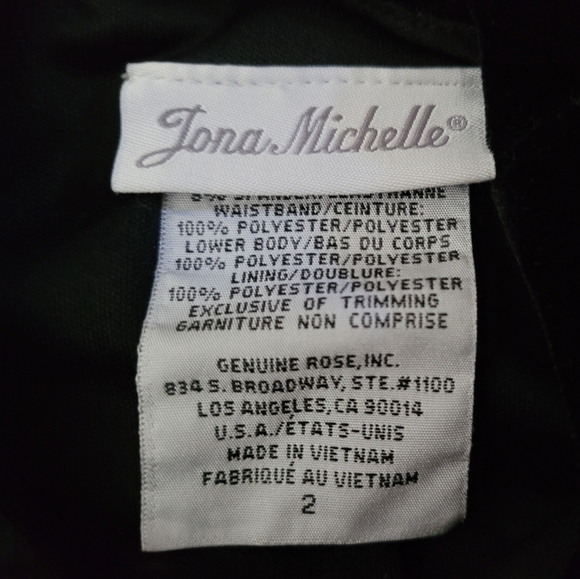 Jona Michelle®
WAISTBAND/CEINTURE:
100% POLYESTER/POLYESTER
LOWER BODY/BAS DU CORPS
100% POLYESTER/POLYESTER
LINING/DOUBLURE:
100% POLYESTER/POLYESTER
EXCLUSIVE OF TRIMMING
GARNITURE NON COMPRISE
GENUINE ROSE,INC.
834 S. BROADWAY, STE.#1100
LOS ANGELES,CA 90014
U.S.A./ÉTATS-UNIS
MADE IN VIETNAM
FABRIQUÉ AU VIETNAM
2